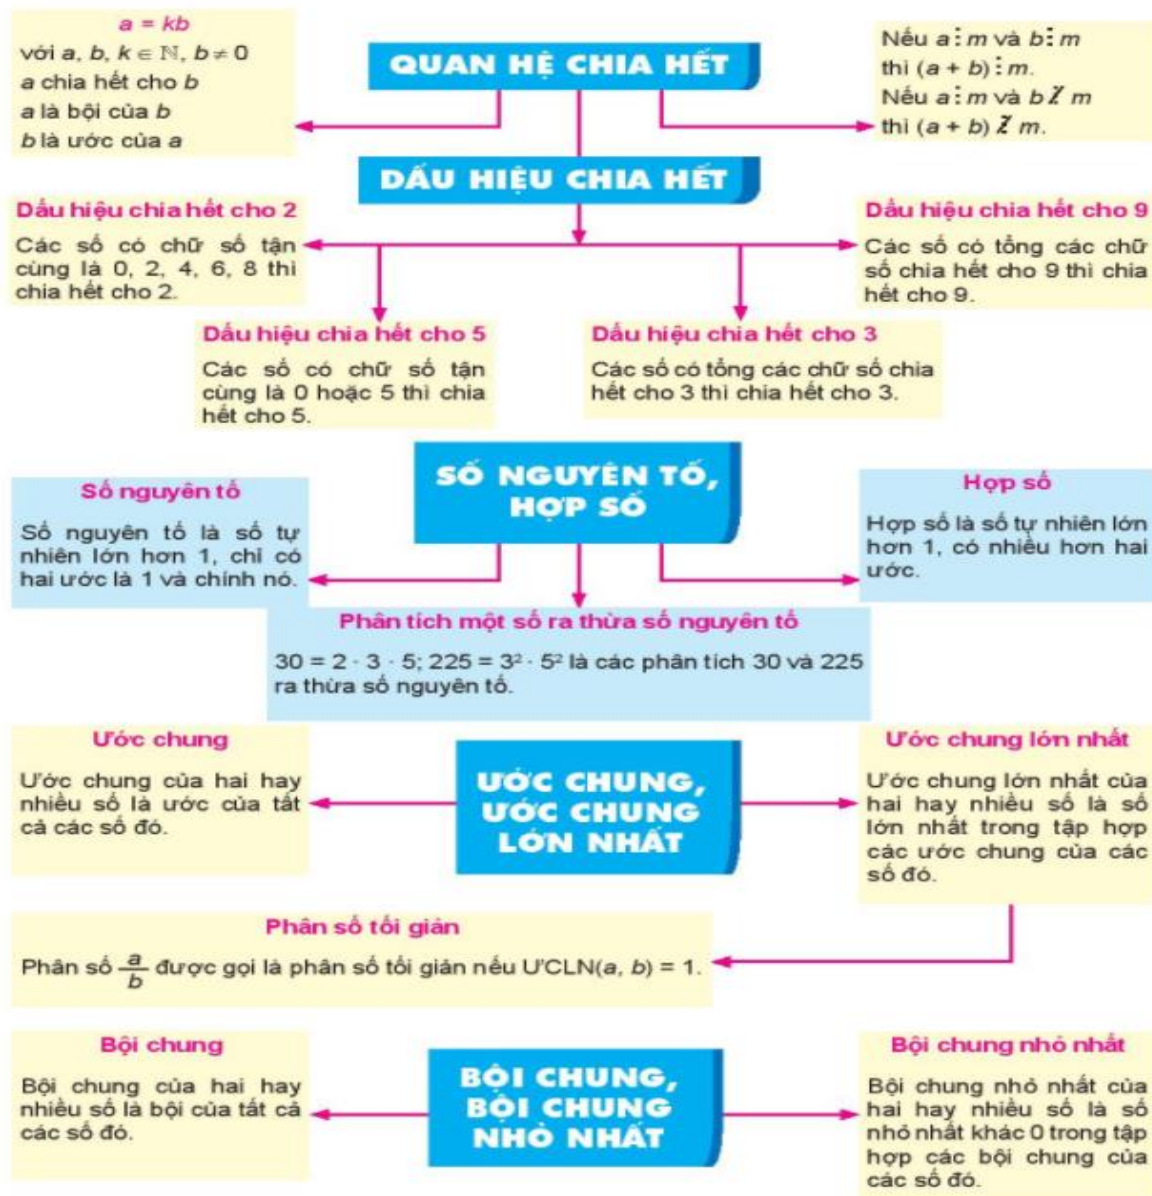 a = kb
với a, b, k ∈ ℕ, b ≠ 0
a chia hết cho b
a là bội của b
b là ước của a
QUAN HỆ CHIA HẾT
Nếu a ⋮ m và b ⋮ m
thì (a + b) ⋮ m.
Nếu a ⋮ m và b ⋮̸ m
thì (a + b) ⋮̸ m.
DẤU HIỆU CHIA HẾT
Dấu hiệu chia hết cho 2
Các số có chữ số tận
cùng là 0, 2, 4, 6, 8 thì
chia hết cho 2.
Dấu hiệu chia hết cho 9
Các số có tổng các chữ
số chia hết cho 9 thì chia
hết cho 9.
Dấu hiệu chia hết cho 5
Các số có chữ số tận
cùng là 0 hoặc 5 thì chia
hết cho 5.
Dấu hiệu chia hết cho 3
Các số có tổng các chữ số chia
hết cho 3 thì chia hết cho 3.
SỐ NGUYÊN TỐ,
HỢP SỐ
Số nguyên tố
Số nguyên tố là số tự
nhiên lớn hơn 1, chỉ có
hai ước là 1 và chính nó.
Hợp số
Hợp số là số tự nhiên lớn
hơn 1, có nhiều hơn hai
ước.
Phân tích một số ra thừa số nguyên tố
30 = 2 · 3 · 5; 225 = 3² · 5² là các phân tích 30 và 225
ra thừa số nguyên tố.
ƯỚC CHUNG,
ƯỚC CHUNG
LỚN NHẤT
Ước chung
Ước chung của hai hay
nhiều số là ước của tất
cả các số đó.
Ước chung lớn nhất
Ước chung lớn nhất của
hai hay nhiều số là số
lớn nhất trong tập hợp
các ước chung của các
số đó.
Phân số tối giản
Phân số a/b được gọi là phân số tối giản nếu ƯCLN(a, b) = 1.
BỘI CHUNG,
BỘI CHUNG
NHỎ NHẤT
Bội chung
Bội chung của hai hay
nhiều số là bội của tất cả
các số đó.
Bội chung nhỏ nhất
Bội chung nhỏ nhất của
hai hay nhiều số là số
nhỏ nhất khác 0 trong tập
hợp các bội chung của
các số đó.